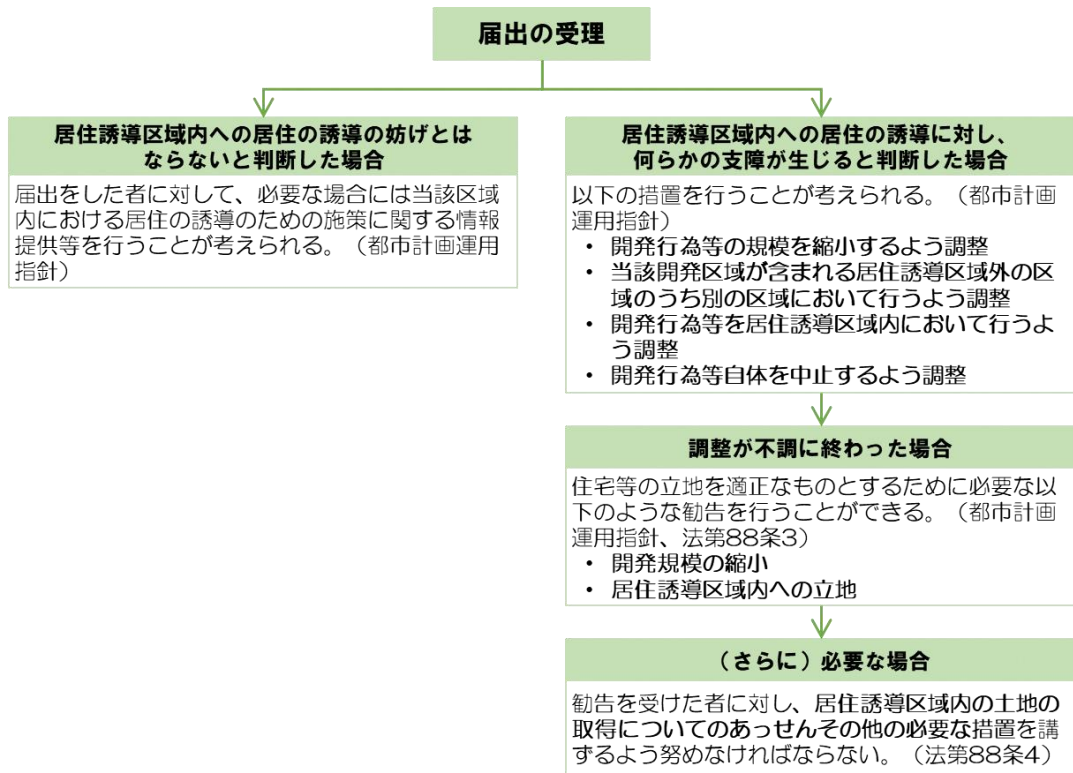 届出の受理
居住誘導区域内への居住の誘導の妨げとは
ならないと判断した場合
届出をした者に対して、必要な場合には当該区域
内における居住の誘導のための施策に関する情報
提供等を行うことが考えられる。（都市計画運用
指針）
居住誘導区域内への居住の誘導に対し、
何らかの支障が生じると判断した場合
以下の措置を行うことが考えられる。（都市計画
運用指針）
・ 開発行為等の規模を縮小するよう調整
・ 当該開発区域が含まれる居住誘導区域外の区
域のうち別の区域において行うよう調整
・ 開発行為等を居住誘導区域内において行うよ
う調整
・ 開発行為等自体を中止するよう調整
調整が不調に終わった場合
住宅等の立地を適正なものとするために必要な以
下のような勧告を行うことができる。（都市計画
運用指針、法第88条3）
・ 開発規模の縮小
・ 居住誘導区域内への立地
（さらに）必要な場合
勧告を受けた者に対し、居住誘導区域内の土地の
取得についてのあっせんその他の必要な措置を講
ずるよう努めなければならない。（法第88条4）